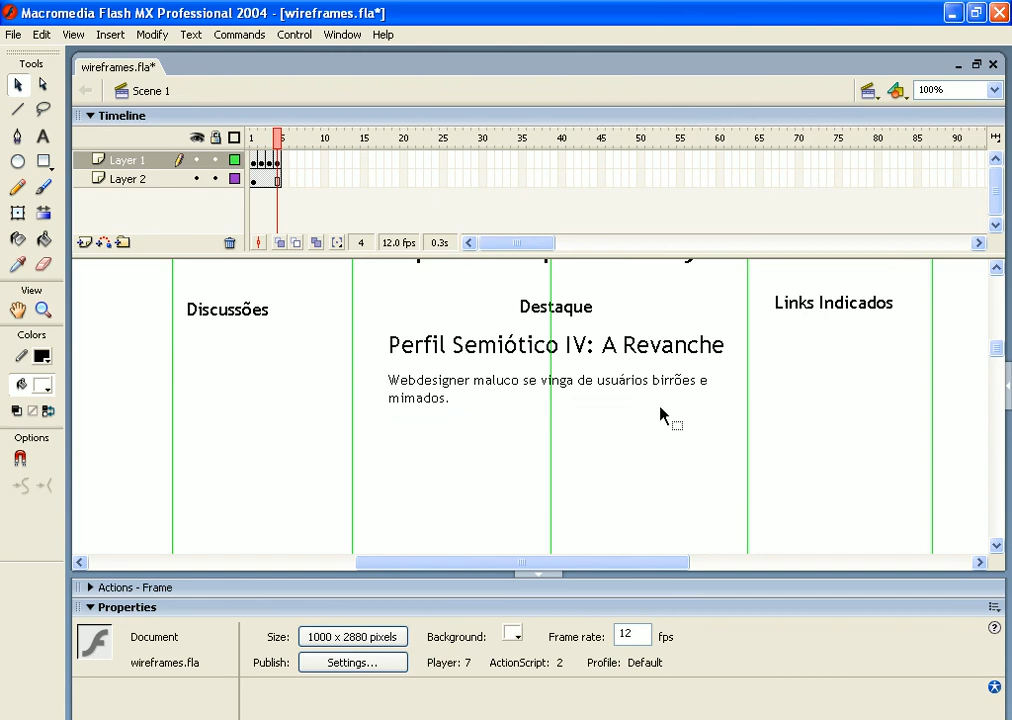 Macromedia Flash MX Professional 2004 - [wireframes.fla*]
File Edit View Insert Modify Text Commands Control Window Help
Tools
wireframes.fla*
Scene 1
100%
Timeline
1 5 10 15 20 25 30 35 40 45 50 55 60 65 70 75 80 85 90
Layer 1
Layer 2
4 12.0 fps 0.3s
View
Colors
Options
Discussões
Destaque
Links Indicados
Perfil Semiótico IV: A Revanche
Webdesigner maluco se vinga de usuários birrões e
mimados.
Actions - Frame
Properties
Document
Size: 1000 x 2880 pixels Background: Frame rate: 12 fps
wireframes.fla
Publish: Settings... Player: 7 ActionScript: 2 Profile: Default